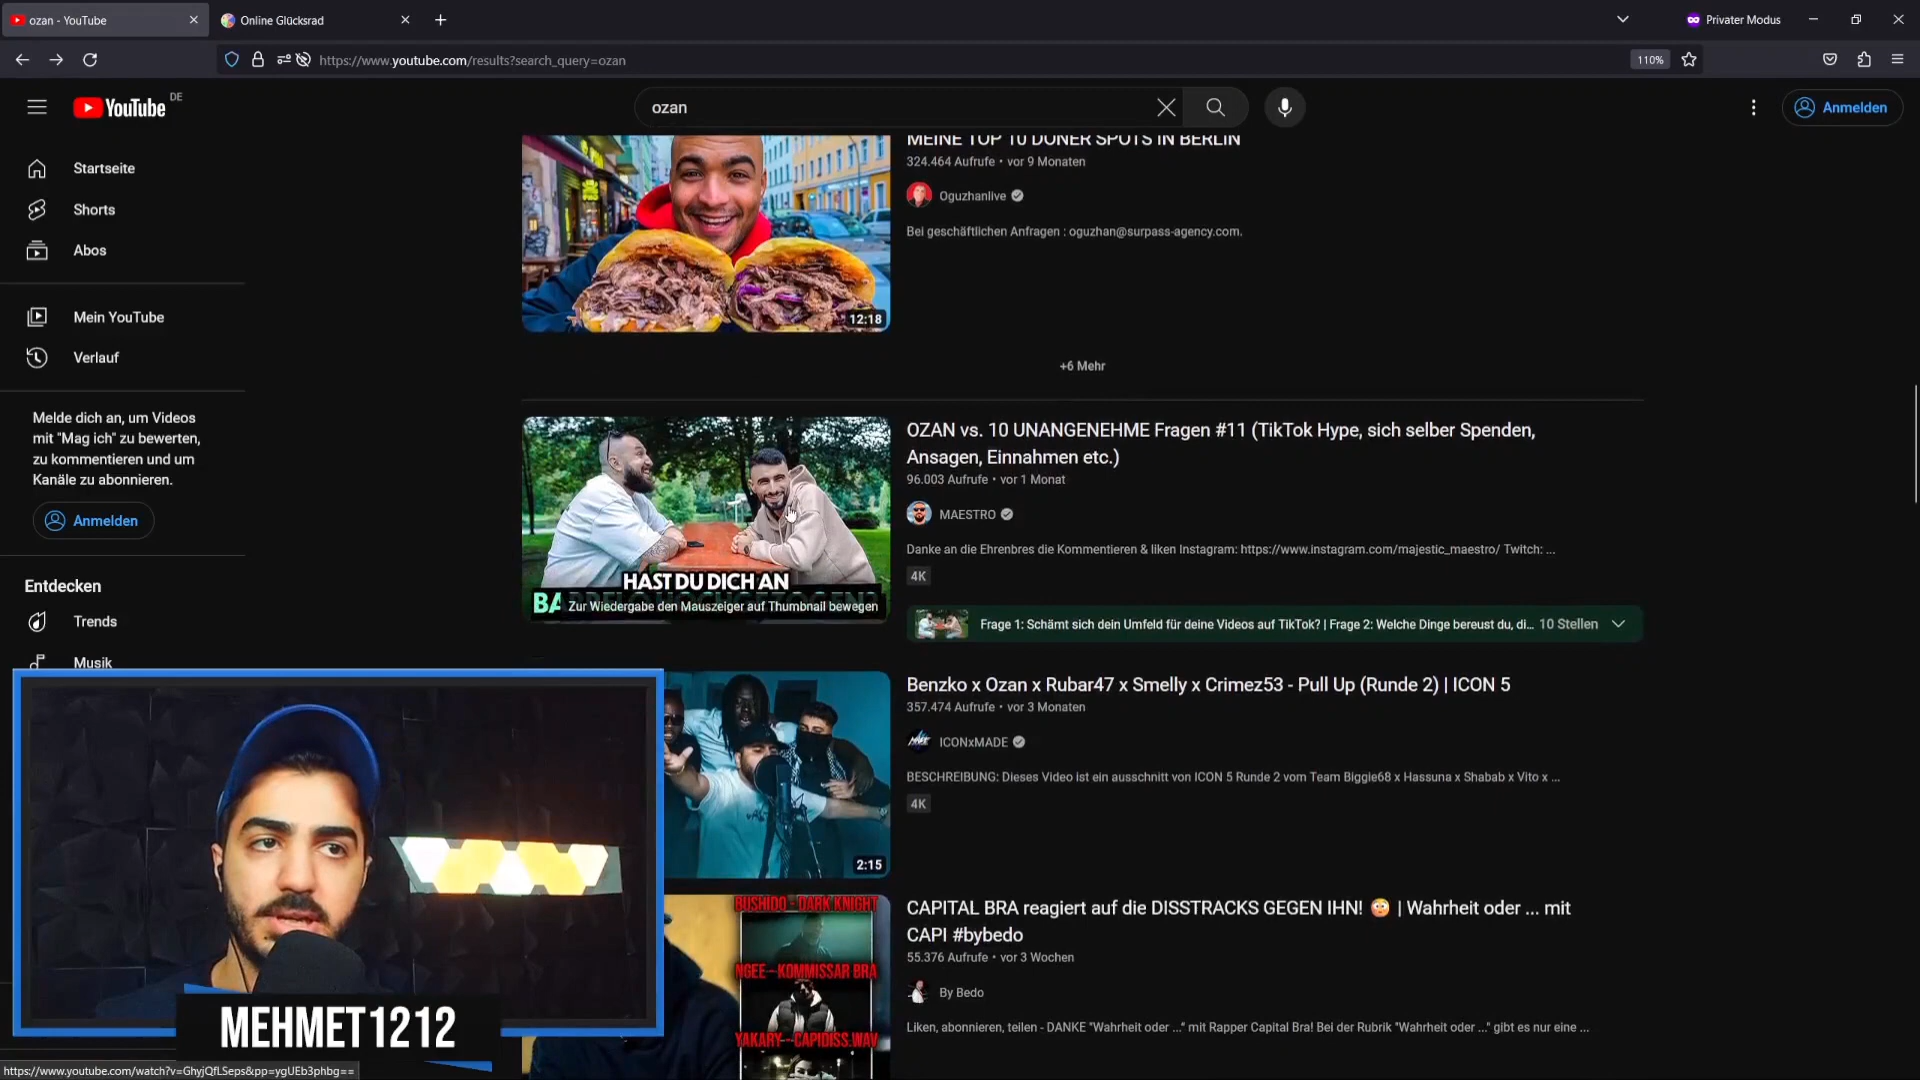 ozan - YouTube
Online Glücksrad
Privater Modus
https://www.youtube.com/results?search_query=ozan
110%
YouTube
DE
ozan
Anmelden
Startseite
Shorts
Abos
Mein YouTube
Verlauf
Melde dich an, um Videos
mit "Mag ich" zu bewerten,
zu kommentieren und um
Kanäle zu abonnieren.
Anmelden
Entdecken
Trends
Musik
MEINE TOP 10 DÖNER SPOTS IN BERLIN
324.464 Aufrufe • vor 9 Monaten
Oguzhanlive
Bei geschäftlichen Anfragen : oguzhan@surpass-agency.com.
12:18
+6 Mehr
HAST DU DICH AN
BA
Zur Wiedergabe den Mauszeiger auf Thumbnail bewegen
OZAN vs. 10 UNANGENEHME Fragen #11 (TikTok Hype, sich selber Spenden,
Ansagen, Einnahmen etc.)
96.003 Aufrufe • vor 1 Monat
MAESTRO
Danke an die Ehrenbres die Kommentieren & liken Instagram: https://www.instagram.com/majestic_maestro/ Twitch: ...
4K
Frage 1: Schämt sich dein Umfeld für deine Videos auf TikTok? | Frage 2: Welche Dinge bereust du, di... 10 Stellen
2:15
Benzko x Ozan x Rubar47 x Smelly x Crimez53 - Pull Up (Runde 2) | ICON 5
357.474 Aufrufe • vor 3 Monaten
ICONxMADE
BESCHREIBUNG: Dieses Video ist ein ausschnitt von ICON 5 Runde 2 vom Team Biggie68 x Hassuna x Shabab x Vito x ...
4K
BUSHIDO - DARK KNIGHT
NGEE - KOMMISSAR BRA
YAKARY - CAPIDISS.WAV
CAPITAL BRA reagiert auf die DISSTRACKS GEGEN IHN! 😳 | Wahrheit oder ... mit
CAPI #bybedo
55.376 Aufrufe • vor 3 Wochen
By Bedo
Liken, abonnieren, teilen - DANKE "Wahrheit oder ..." mit Rapper Capital Bra! Bei der Rubrik "Wahrheit oder ..." gibt es nur eine ...
MEHMET1212
https://www.youtube.com/watch?v=GhyjQfLSeps&pp=ygUEb3phbg==